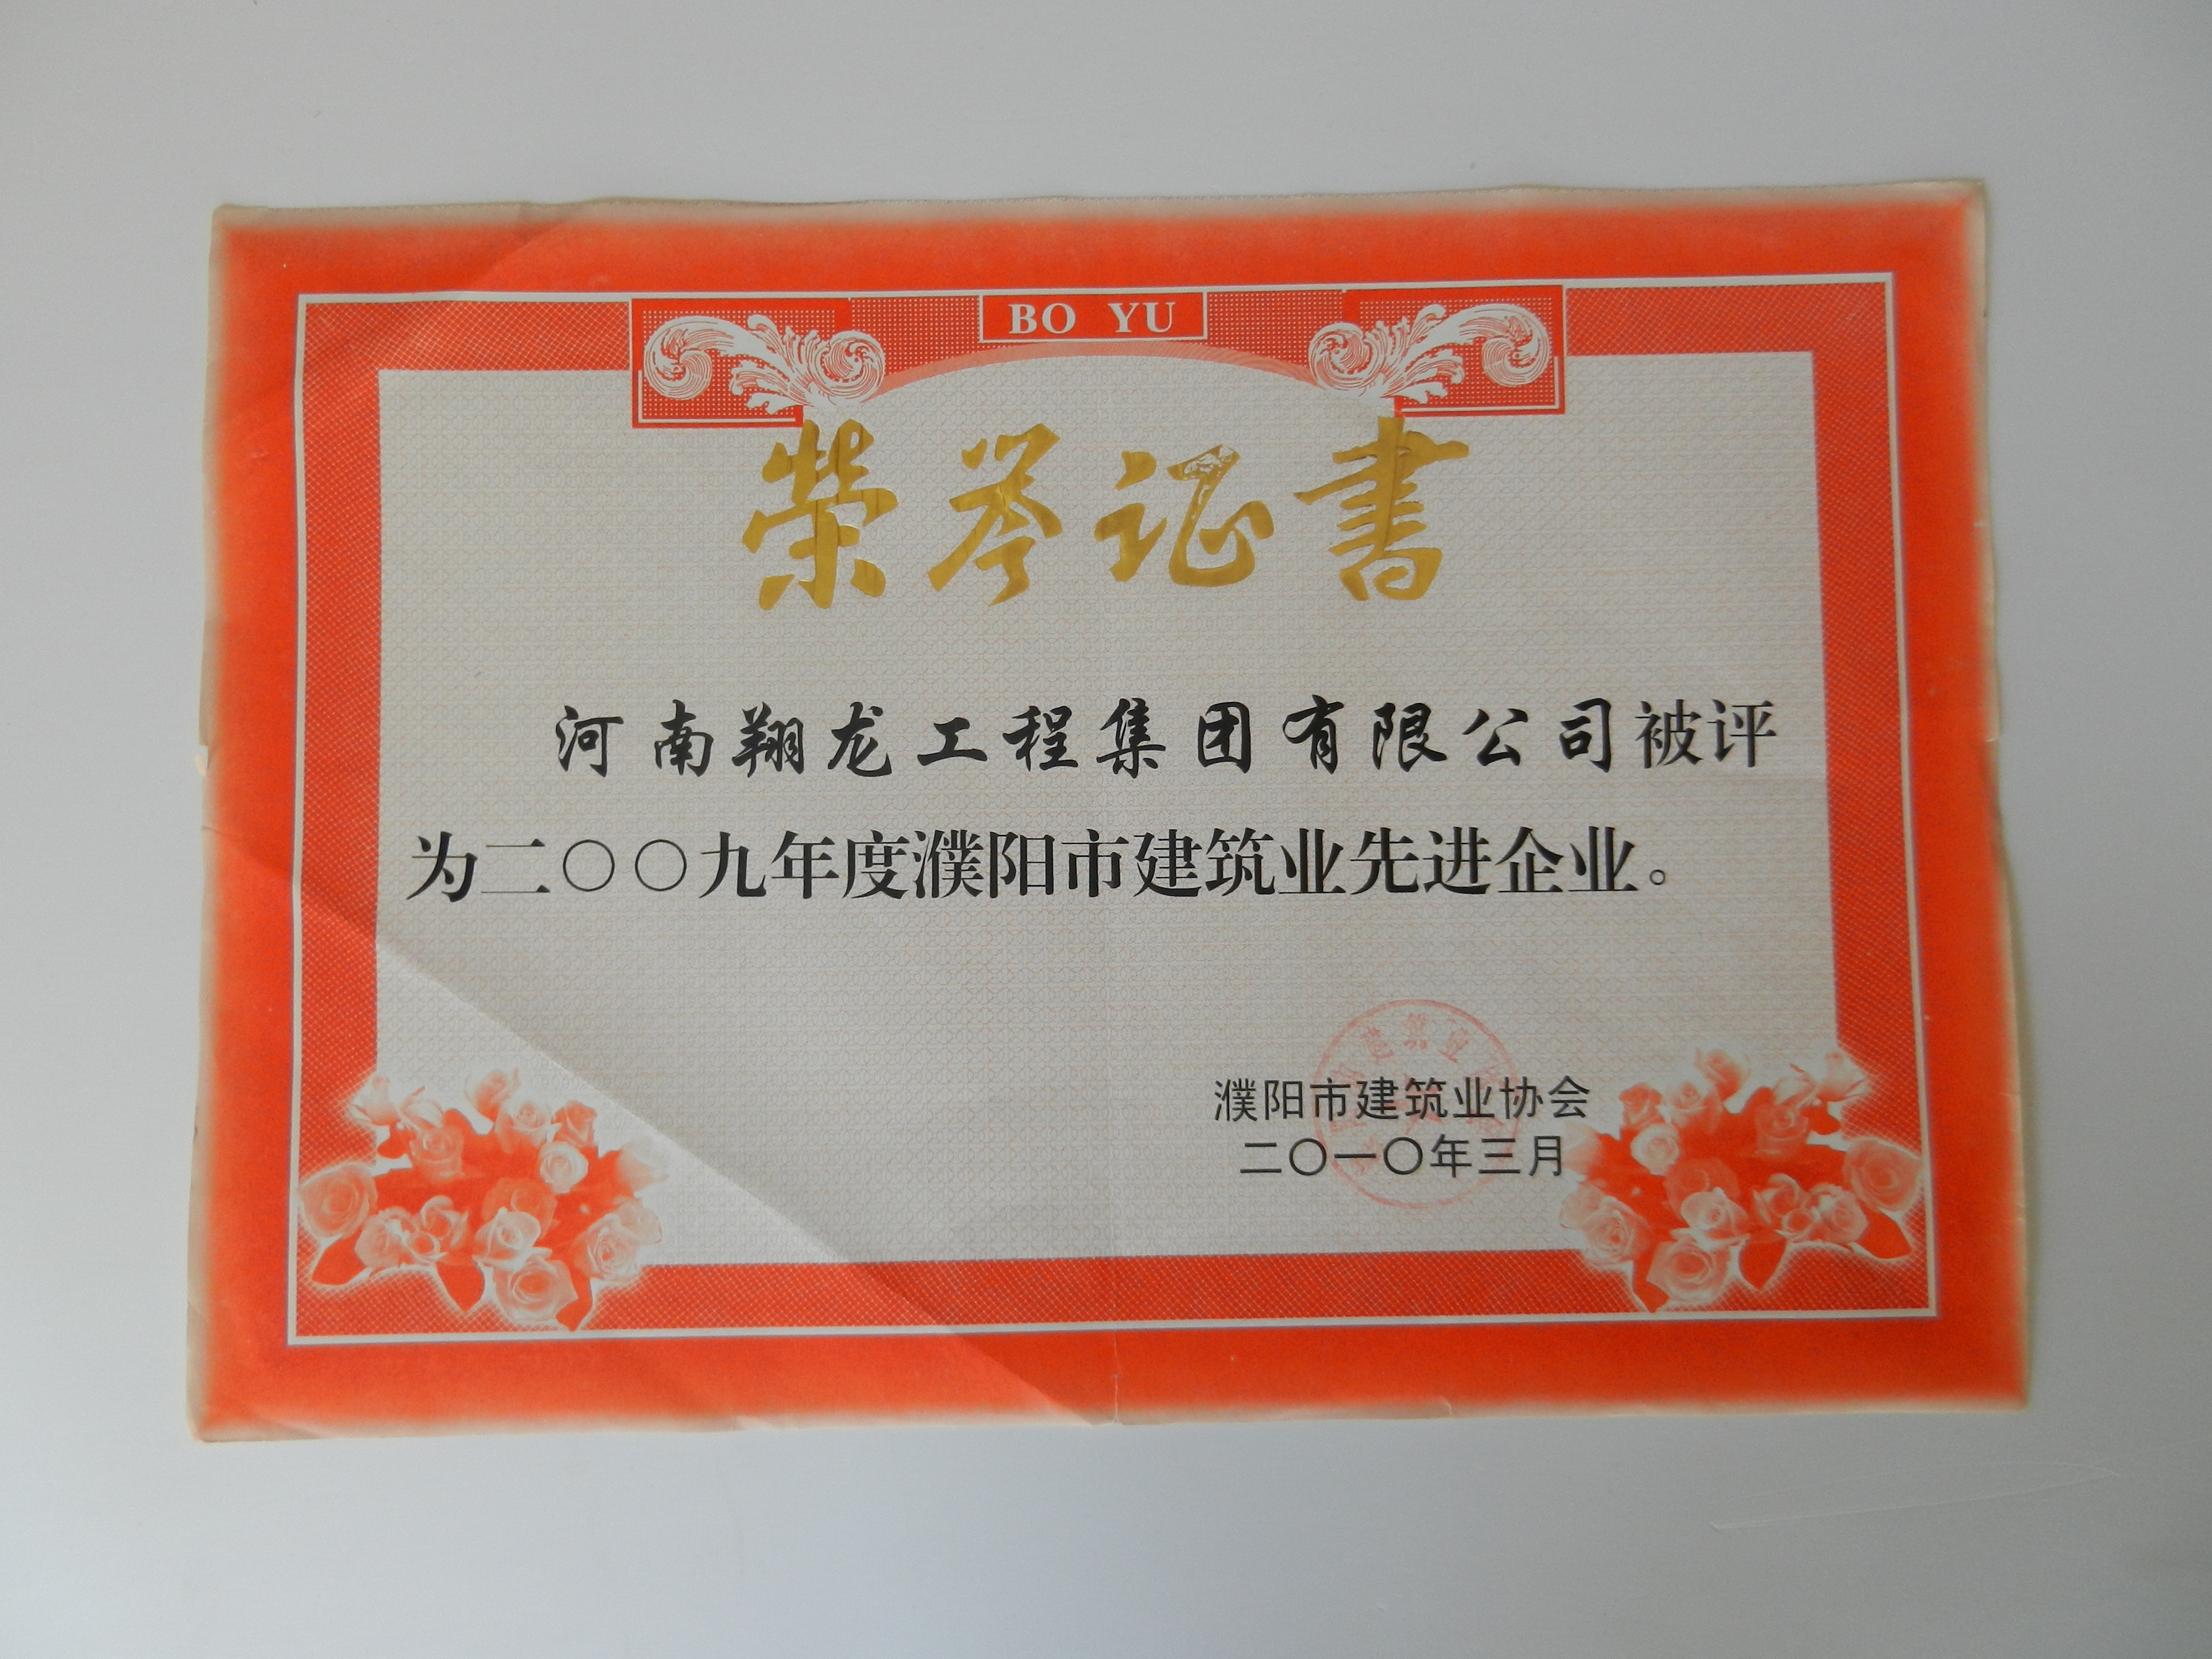 BO YU
荣誉证書
河南翔龙工程集团有限公司被评
为二〇〇九年度濮阳市建筑业先进企业。
濮阳市建筑业协会
二〇一〇年三月